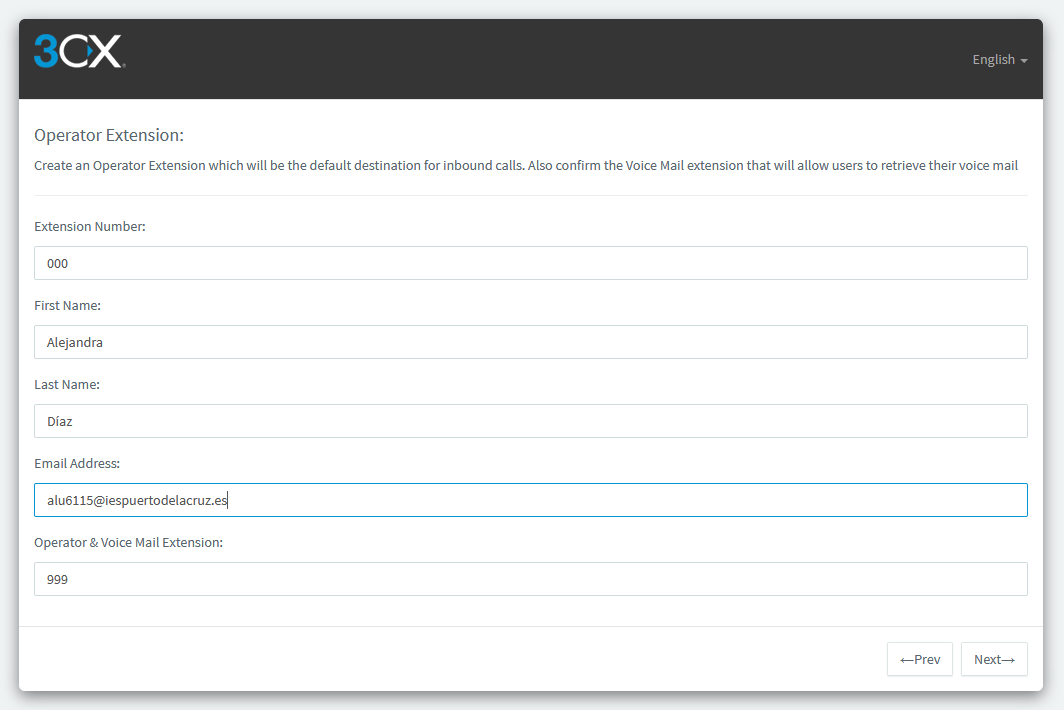 3CX
English
Operator Extension:
Create an Operator Extension which will be the default destination for inbound calls. Also confirm the Voice Mail extension that will allow users to retrieve their voice mail
Extension Number:
000
First Name:
Alejandra
Last Name:
Díaz
Email Address:
alu6115@iespuertodelacruz.es
Operator & Voice Mail Extension:
999
←Prev Next→